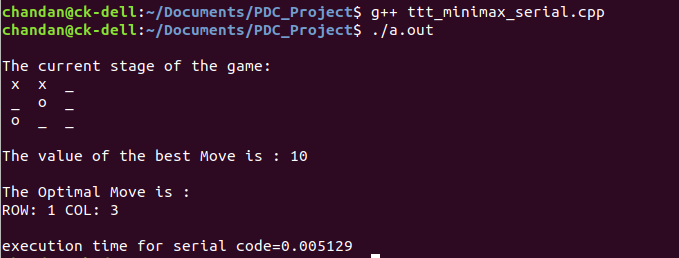 chandan@ck-dell:~/Documents/PDC_Project$ g++ ttt_minimax_serial.cpp
chandan@ck-dell:~/Documents/PDC_Project$ ./a.out
The current stage of the game:
x x _
_ o _
o _ _
The value of the best Move is : 10
The Optimal Move is :
ROW: 1 COL: 3
execution time for serial code=0.005129